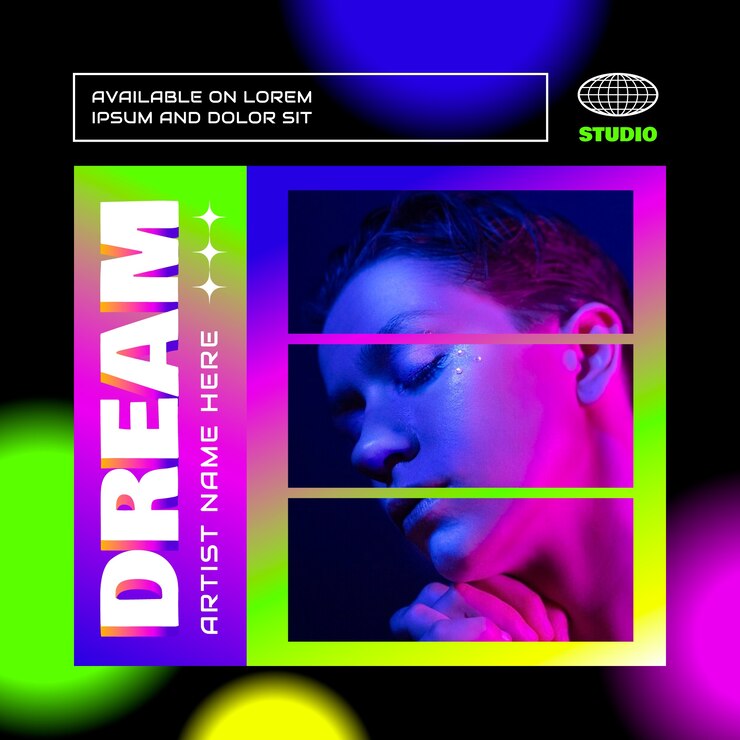 AVAILABLE ON LOREM
IPSUM AND DOLOR SIT
STUDIO
DREAM
ARTIST NAME HERE